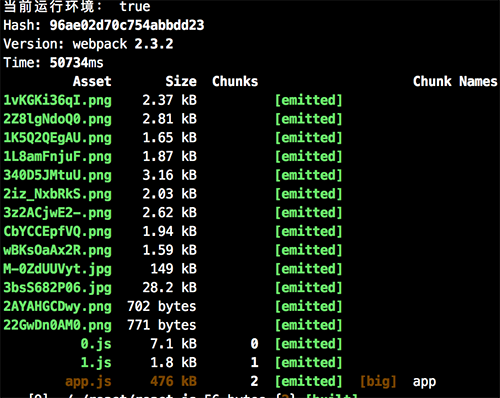 当前运行环境： true
Hash: 96ae02d70c754abbdd23
Version: webpack 2.3.2
Time: 50734ms
Asset Size Chunks Chunk Names
1vKGKi36qI.png 2.37 kB [emitted]
2Z8lgNdoQ0.png 2.81 kB [emitted]
1K5Q2QEgAU.png 1.65 kB [emitted]
1L8amFnjuF.png 1.87 kB [emitted]
340D5JMtuU.png 3.16 kB [emitted]
2iz_NxbRkS.png 2.03 kB [emitted]
3z2ACjwE2-.png 2.62 kB [emitted]
CbYCCEpfVQ.png 1.94 kB [emitted]
wBKsOaAx2R.png 1.59 kB [emitted]
M-0ZdUUVyt.jpg 149 kB [emitted]
3bsS682P06.jpg 28.2 kB [emitted]
2AYAHGCDwy.png 702 bytes [emitted]
22GwDn0AM0.png 771 bytes [emitted]
0.js 7.1 kB 0 [emitted]
1.js 1.8 kB 1 [emitted]
app.js 476 kB 2 [emitted] [big] app